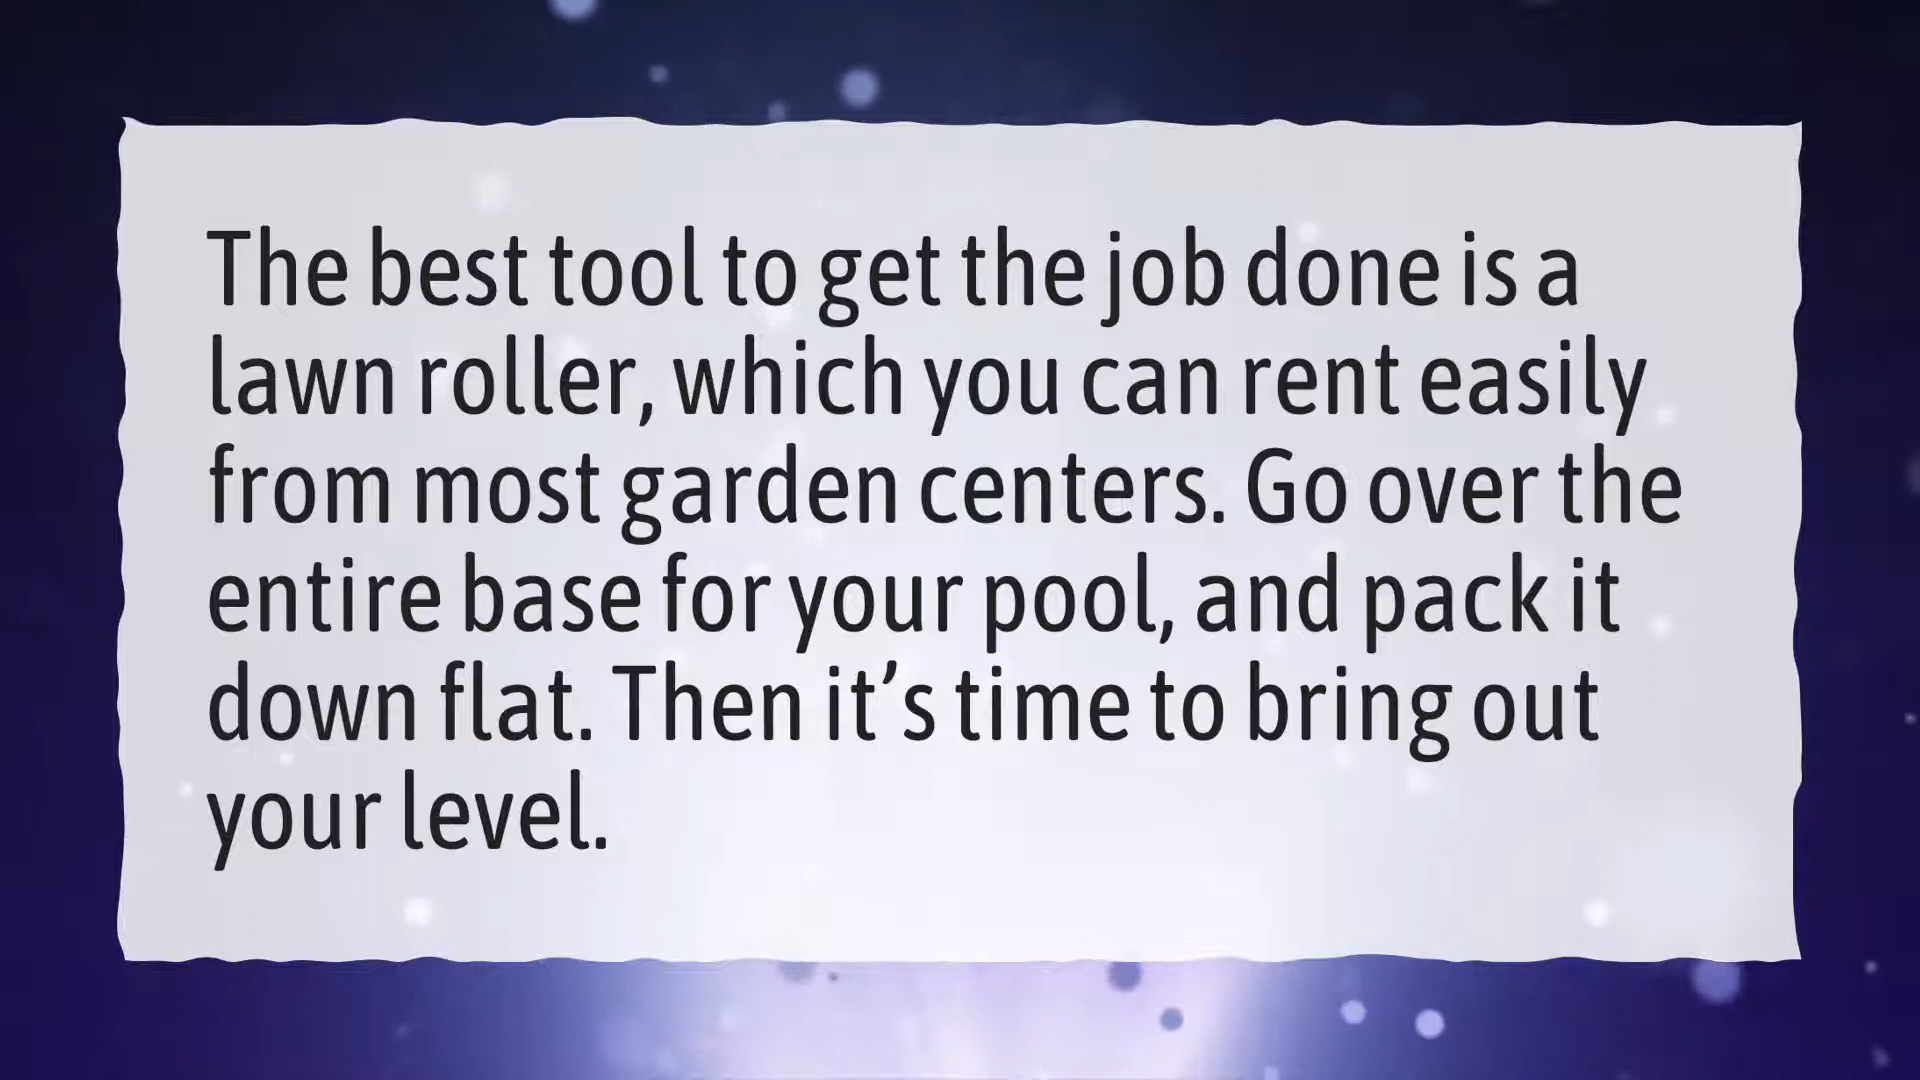 The best tool to get the job done is a
lawn roller, which you can rent easily
from most garden centers. Go over the
entire base for your pool, and pack it
down flat. Then it’s time to bring out
your level.